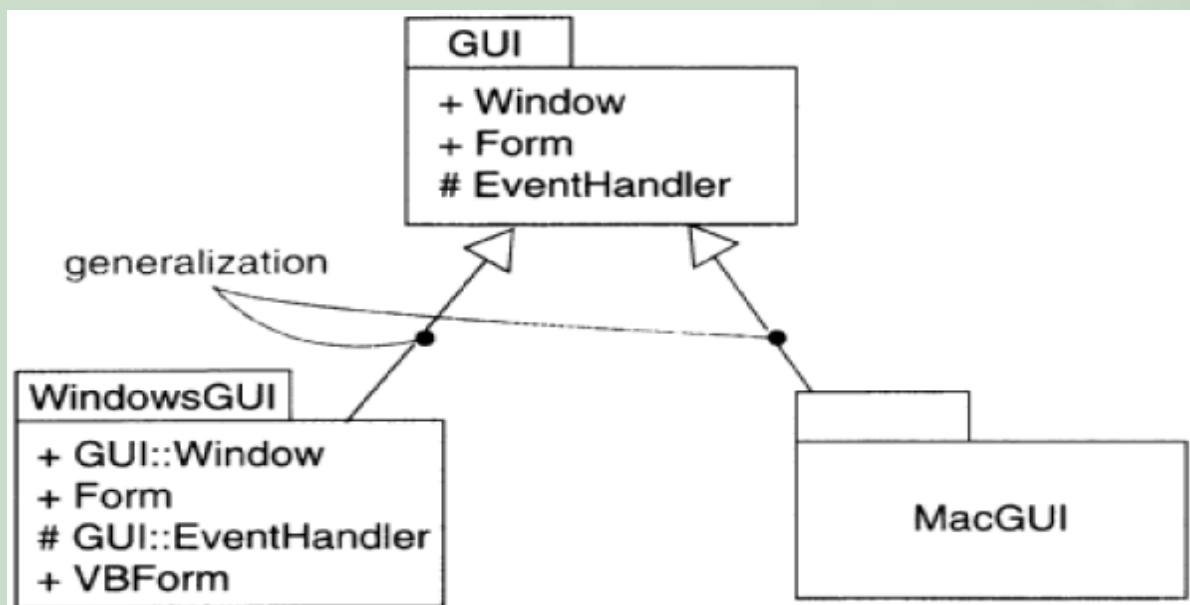 GUI
+ Window
+ Form
# EventHandler
generalization
WindowsGUI
+ GUI::Window
+ Form
# GUI::EventHandler
+ VBForm
MacGUI